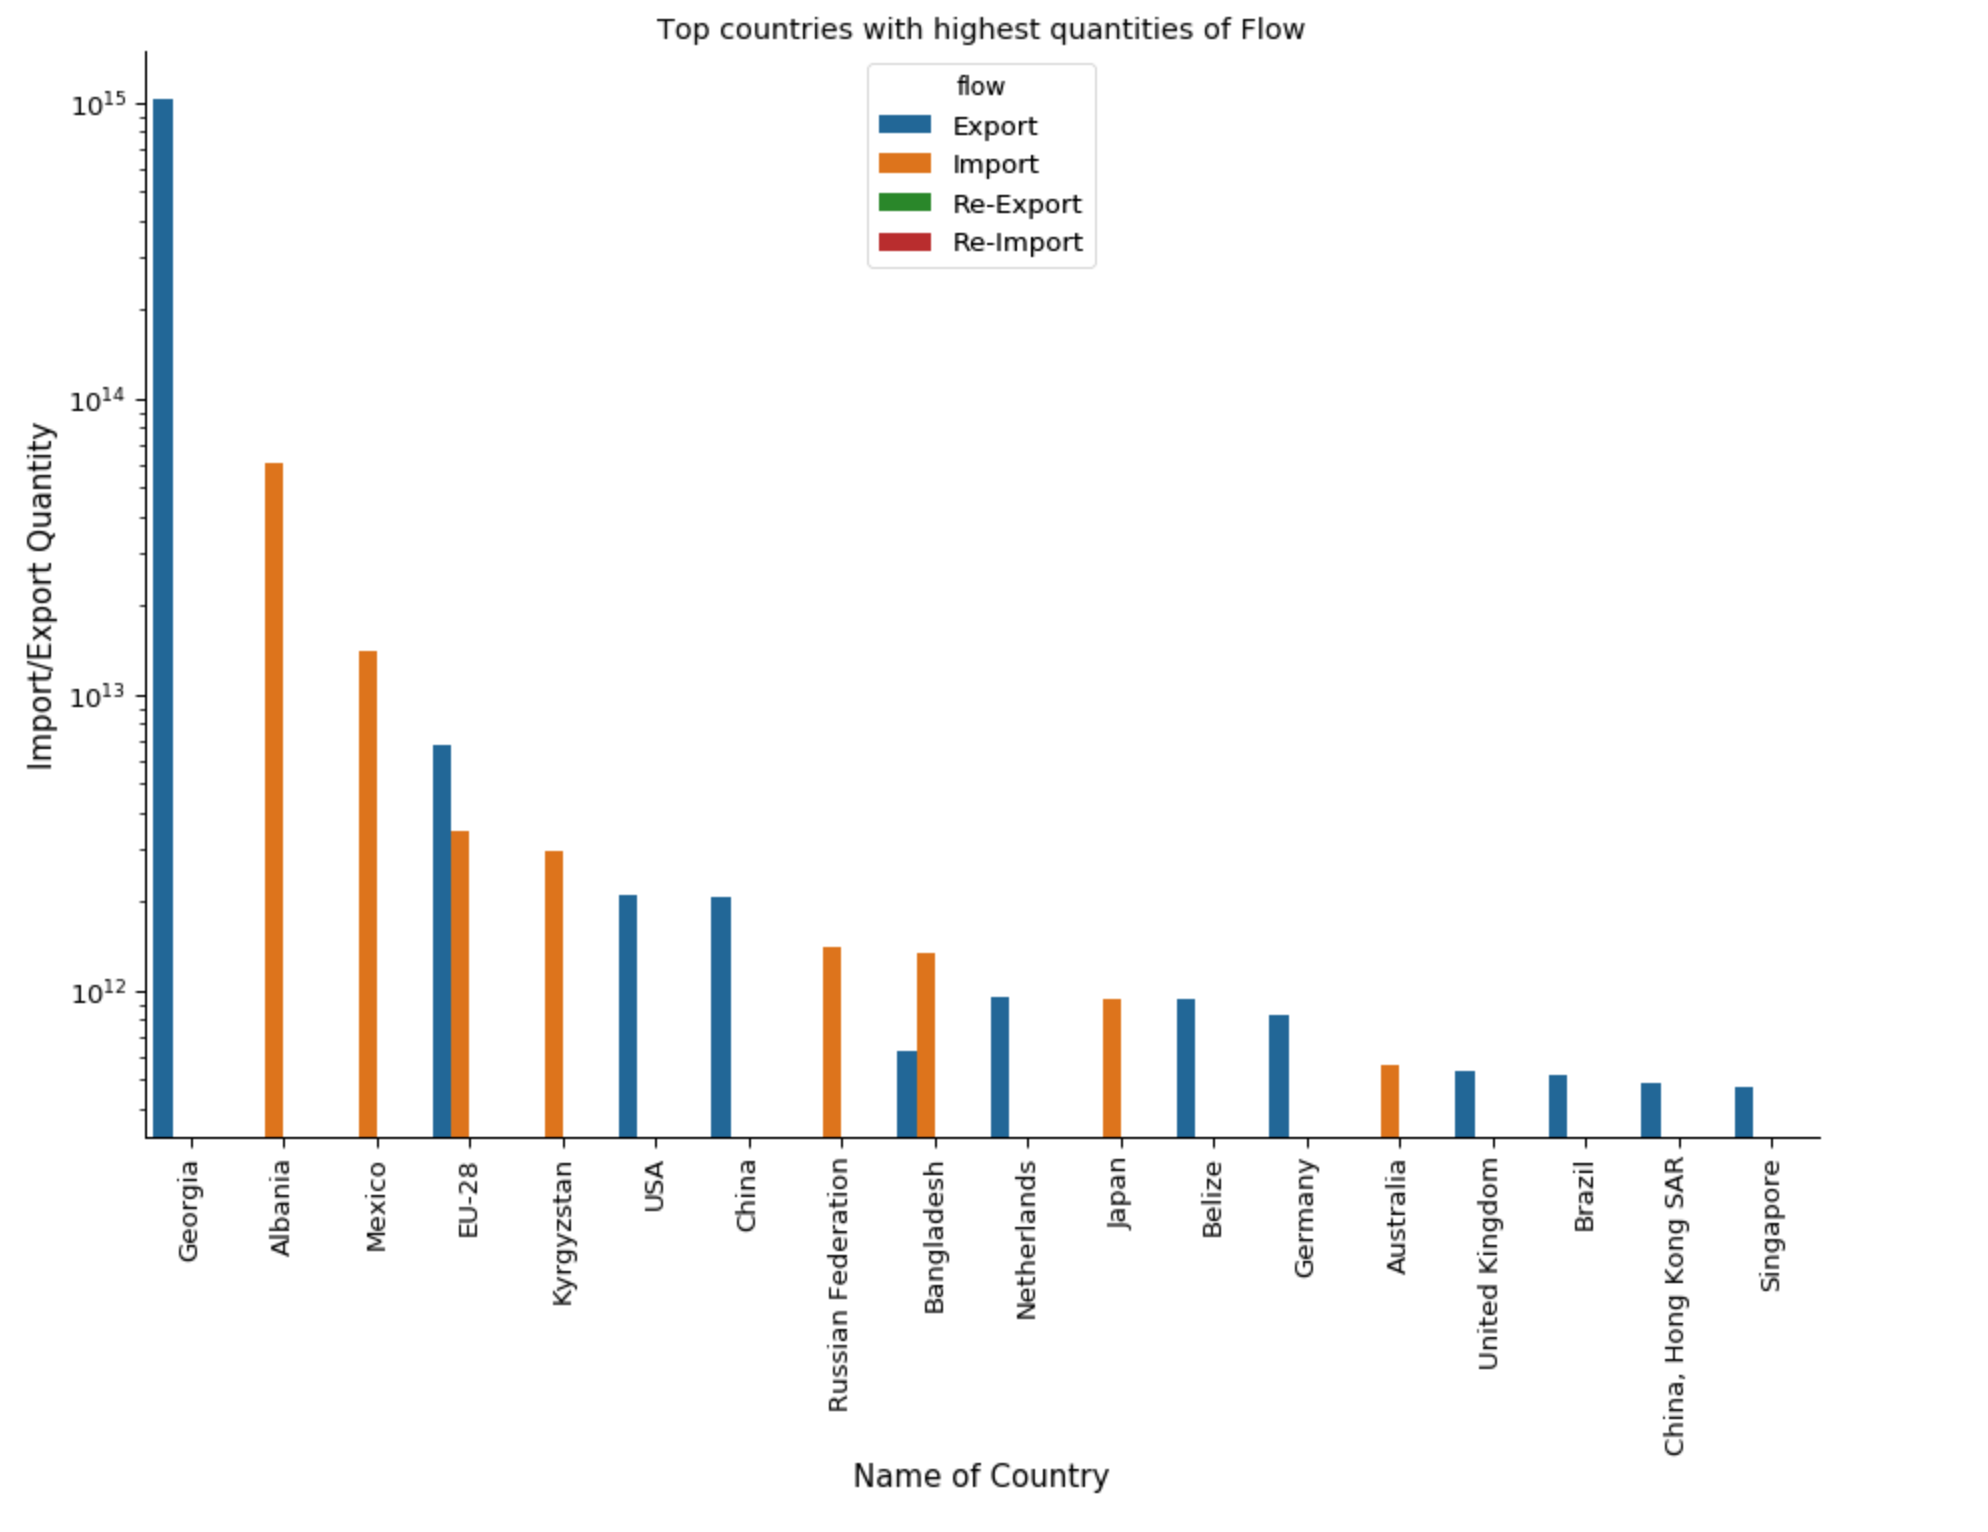 Top countries with highest quantities of Flow
flow
Export
Import
Re-Export
Re-Import
10¹⁵
10¹⁴
10¹³
10¹²
Import/Export Quantity
Georgia
Albania
Mexico
EU-28
Kyrgyzstan
USA
China
Russian Federation
Bangladesh
Netherlands
Japan
Belize
Germany
Australia
United Kingdom
Brazil
China, Hong Kong SAR
Singapore
Name of Country